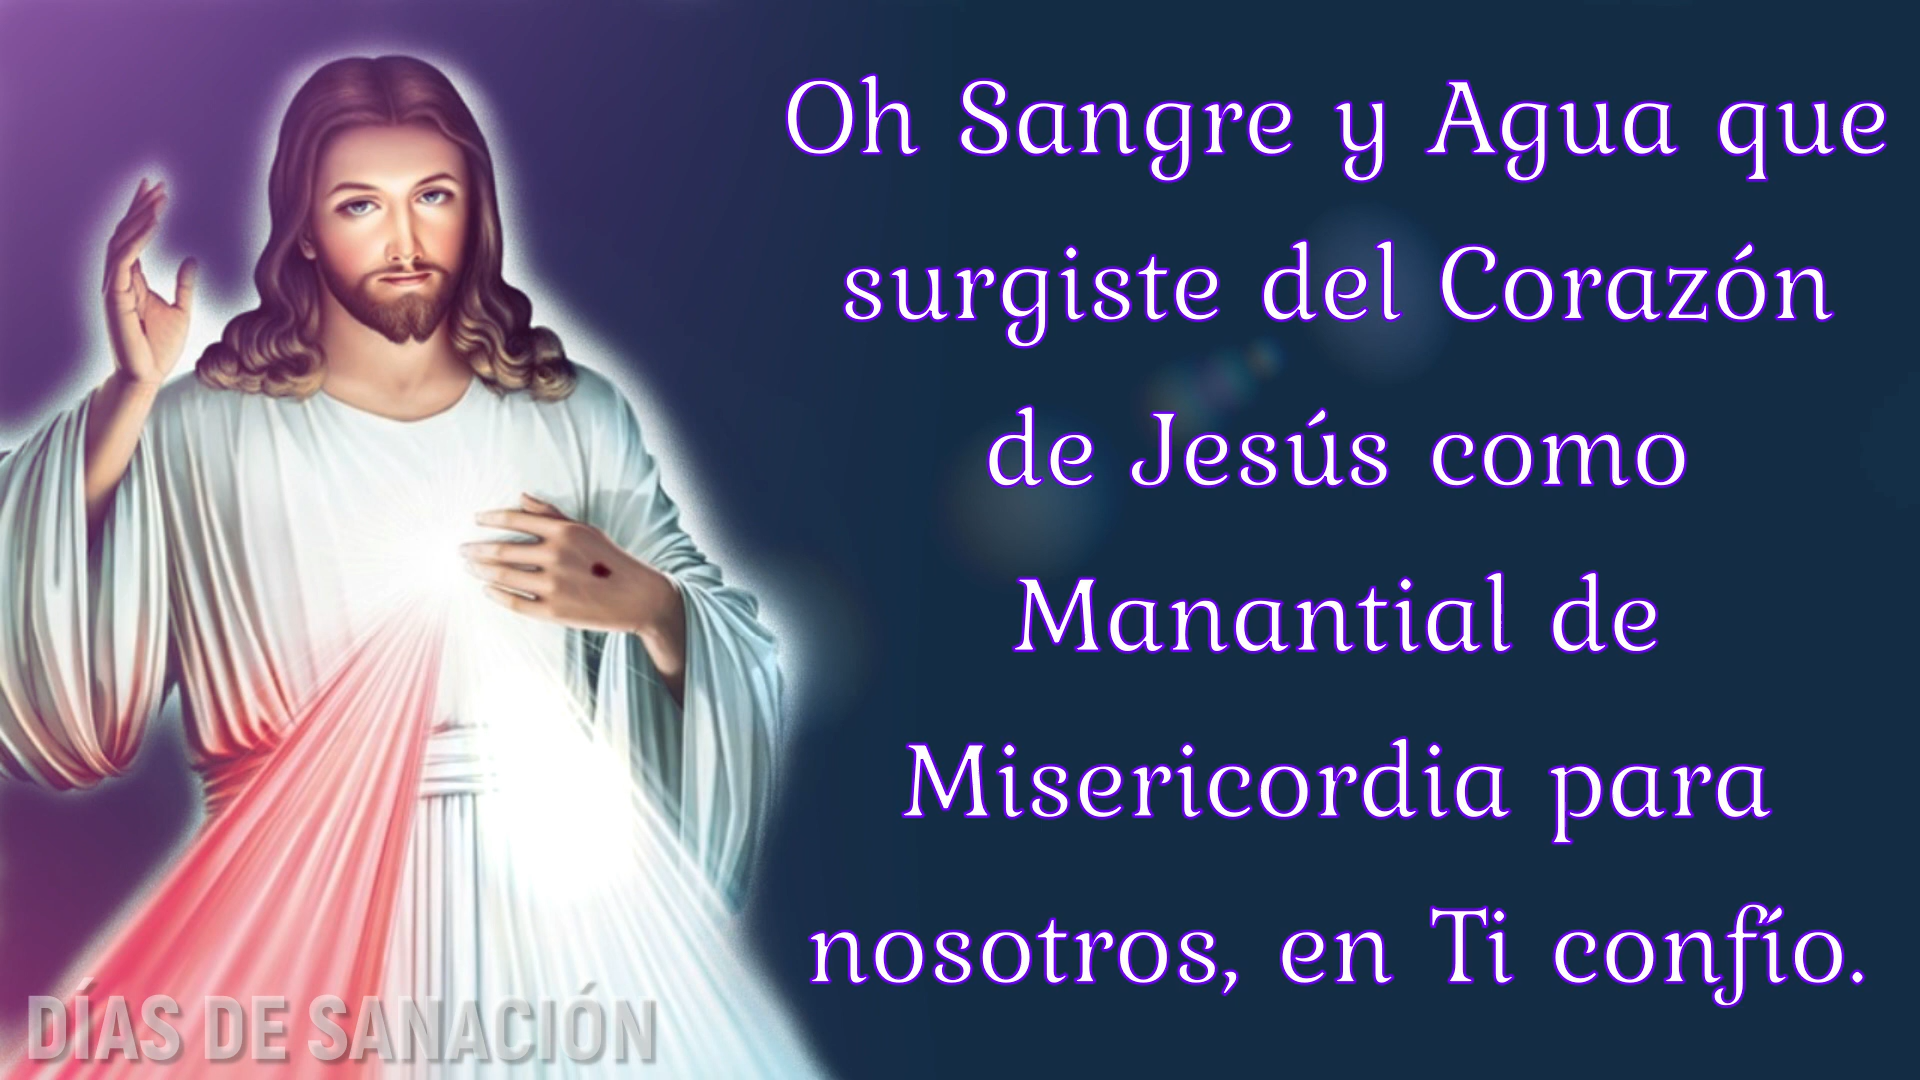 Oh Sangre y Agua que
surgiste del Corazón
de Jesús como
Manantial de
Misericordia para
nosotros, en Ti confío.
DÍAS DE SANACIÓN